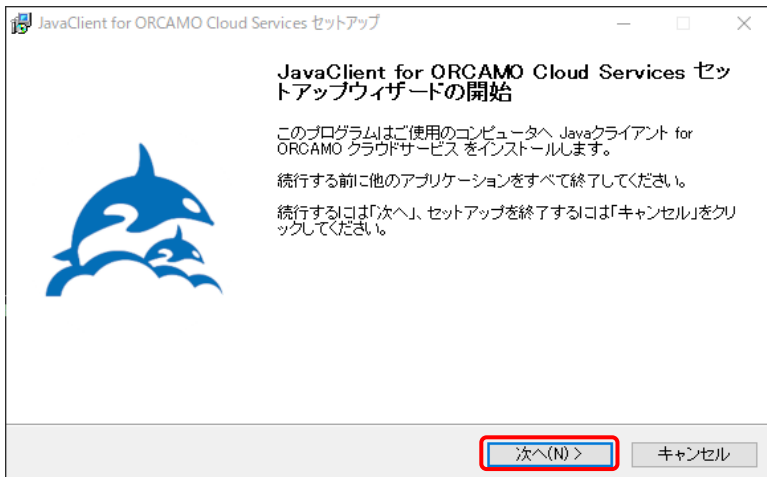 JavaClient for ORCAMO Cloud Services セットアップ
JavaClient for ORCAMO Cloud Services セッ
トアップウィザードの開始
このプログラムはご使用のコンピュータへ Javaクライアント for
ORCAMO クラウドサービス をインストールします。
続行する前に他のアプリケーションをすべて終了してください。
続行するには「次へ」、セットアップを終了するには「キャンセル」をクリ
ックしてください。
次へ(N) >
キャンセル